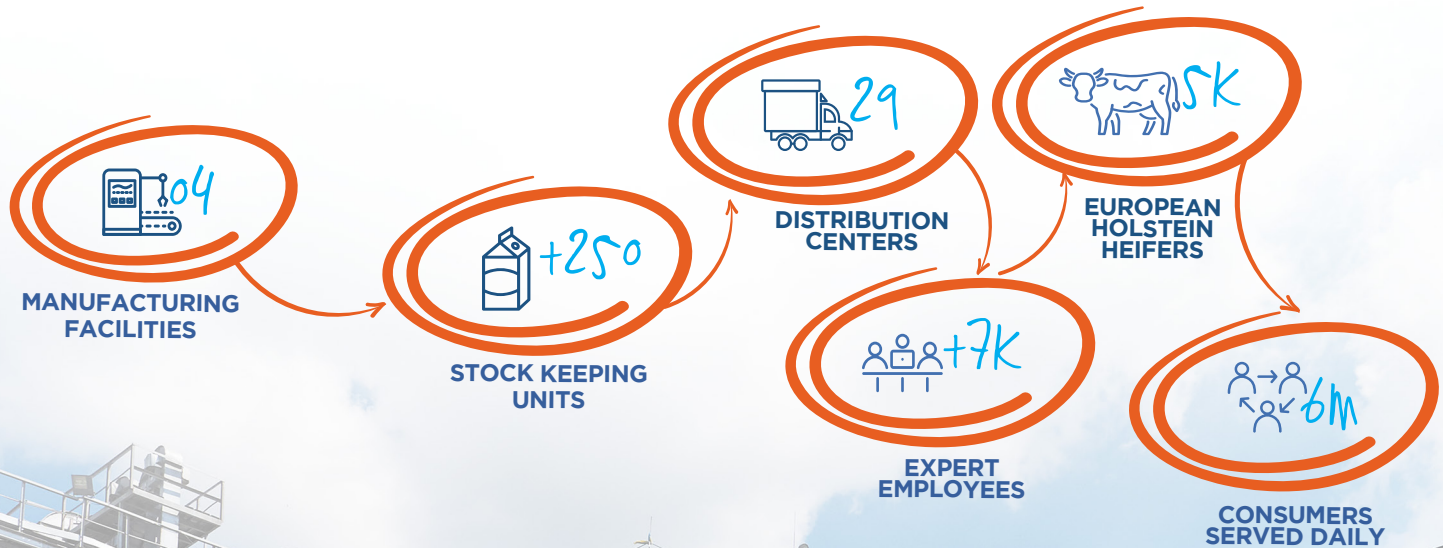 04
MANUFACTURING
FACILITIES
+250
STOCK KEEPING
UNITS
29
DISTRIBUTION
CENTERS
+7K
EXPERT
EMPLOYEES
5K
EUROPEAN
HOLSTEIN
HEIFERS
6M
CONSUMERS
SERVED DAILY